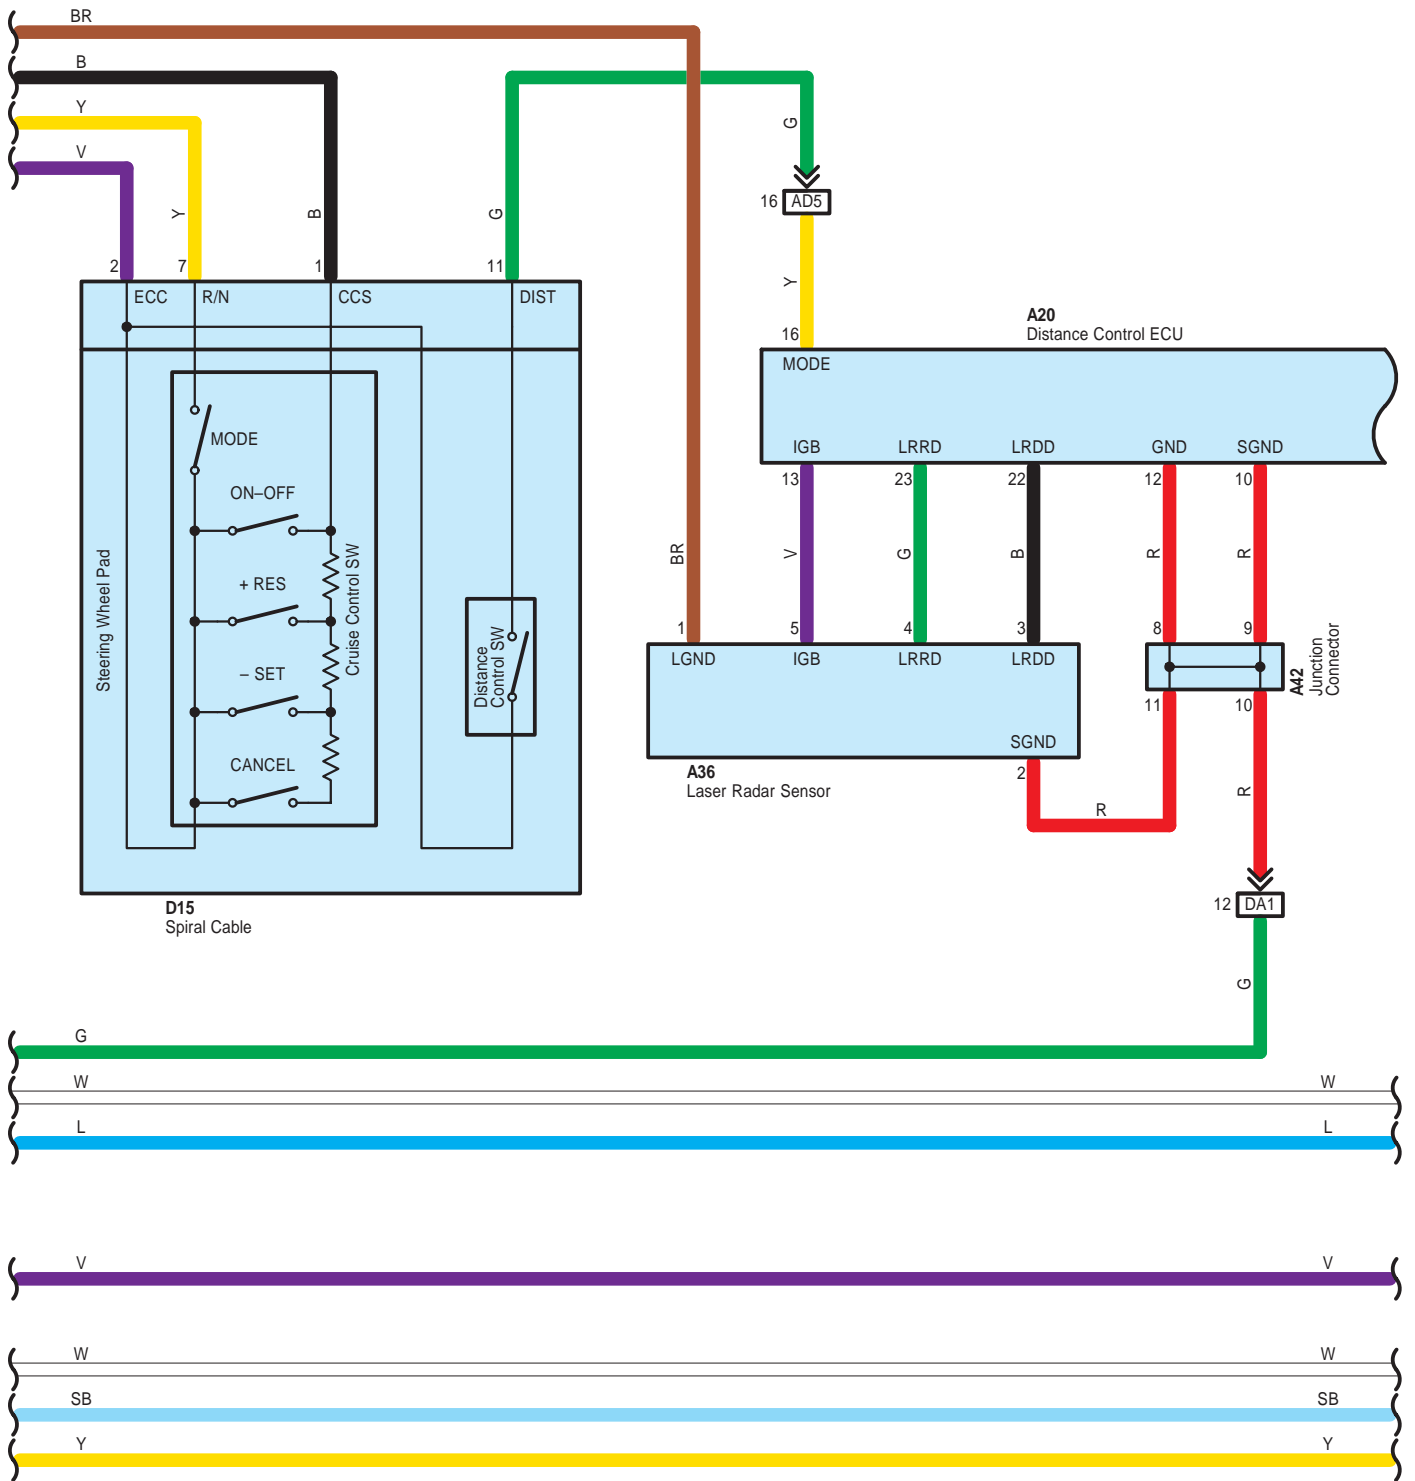 BR
B
Y
V
Y
B
G
G
16 AD5
Y
2
7
1
11
16
ECC
R/N
CCS
DIST
A20
Distance Control ECU
MODE
IGB
LRRD
LRDD
GND
SGND
13
23
22
12
10
MODE
ON–OFF
+ RES
– SET
CANCEL
Steering Wheel Pad
Cruise Control SW
Distance
Control SW
D15
Spiral Cable
BR
V
G
B
R
R
1
5
4
3
8
9
LGND
IGB
LRRD
LRDD
SGND
2
A36
Laser Radar Sensor
A42
Junction
Connector
11
10
R
R
12 DA1
G
G
W
W
L
L
V
V
W
W
SB
SB
Y
Y